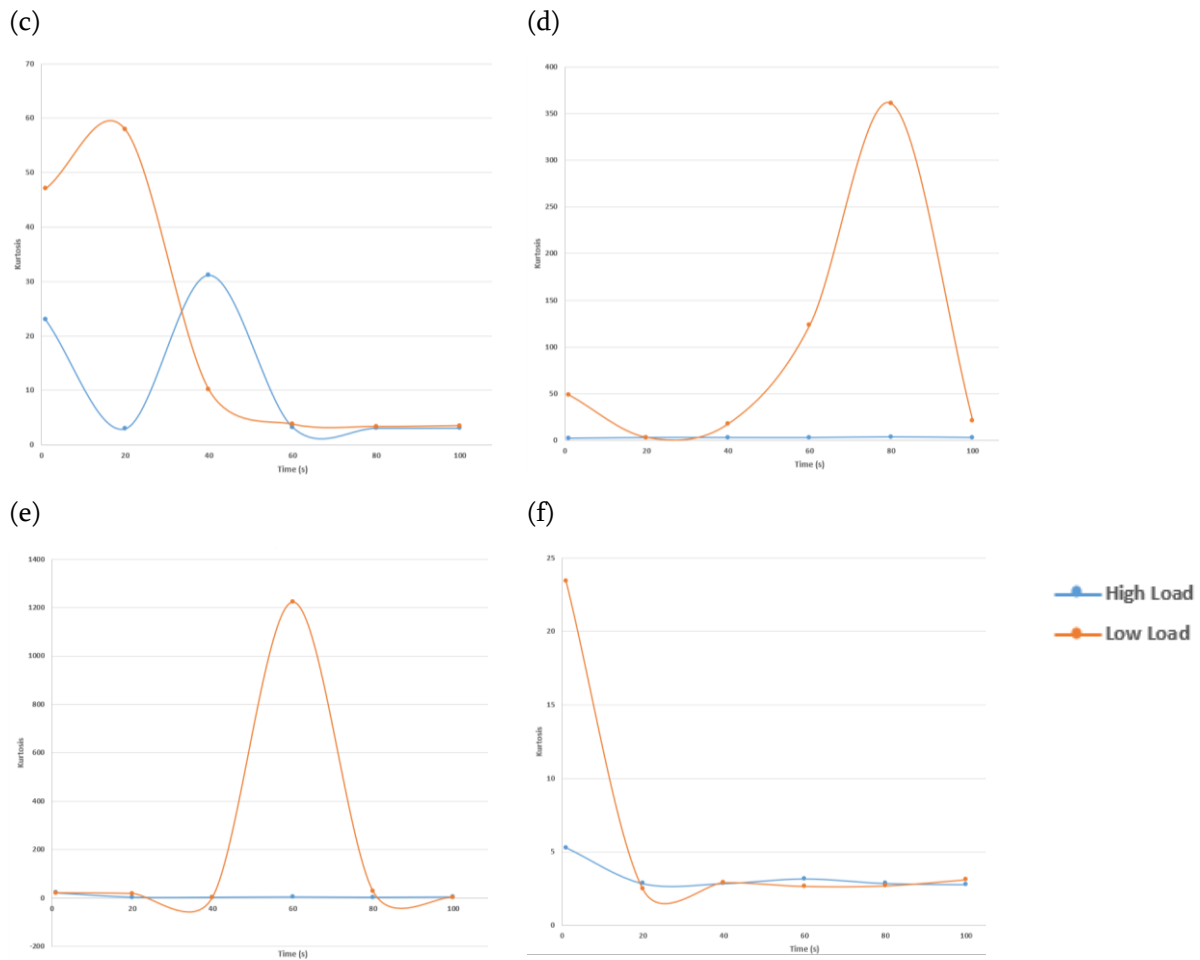 (c)
(d)
70
60
50
40
30
20
10
0
Kurtosis
0 20 40 60 80 100
Time (s)
400
350
300
250
200
150
100
50
0
Kurtosis
0 20 40 60 80 100
Time (s)
(e)
(f)
1400
1200
1000
800
600
400
200
0
-200
Kurtosis
0 20 40 60 80 100
Time (s)
25
20
15
10
5
0
Kurtosis
0 20 40 60 80 100
Time (s)
High Load
Low Load